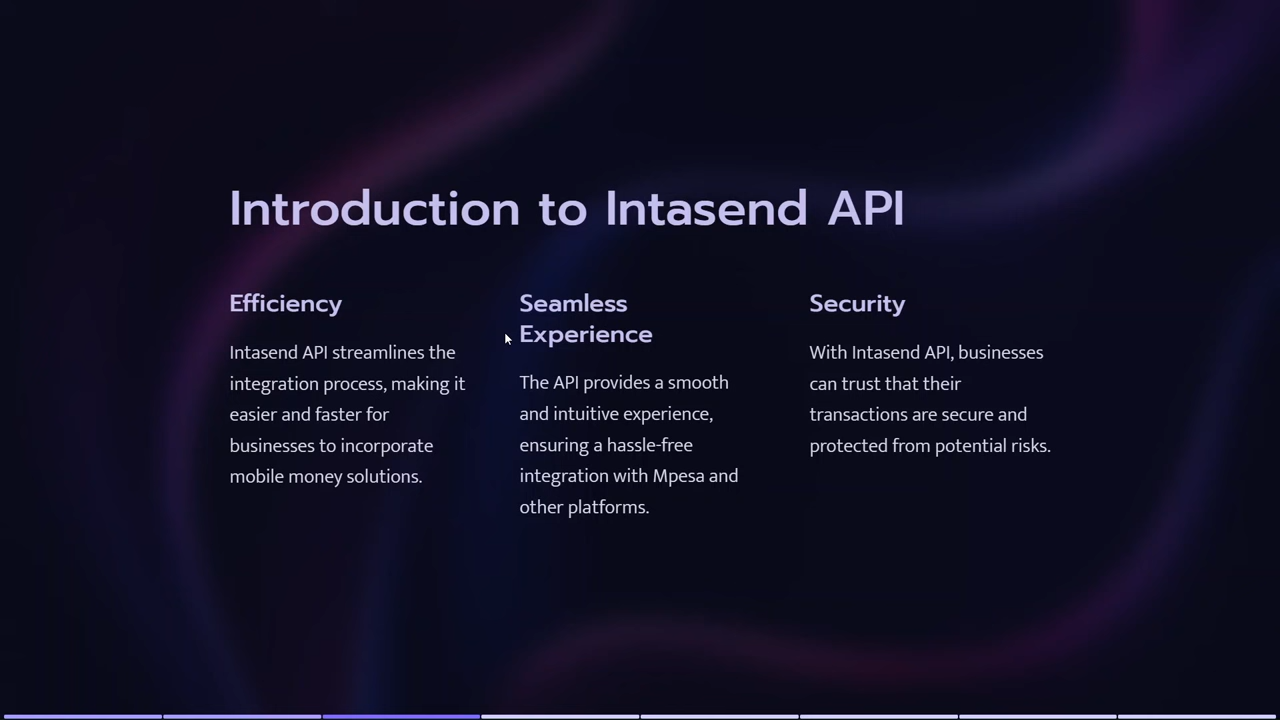 Introduction to Intasend API
Efficiency
Intasend API streamlines the
integration process, making it
easier and faster for
businesses to incorporate
mobile money solutions.
Seamless
Experience
The API provides a smooth
and intuitive experience,
ensuring a hassle-free
integration with Mpesa and
other platforms.
Security
With Intasend API, businesses
can trust that their
transactions are secure and
protected from potential risks.